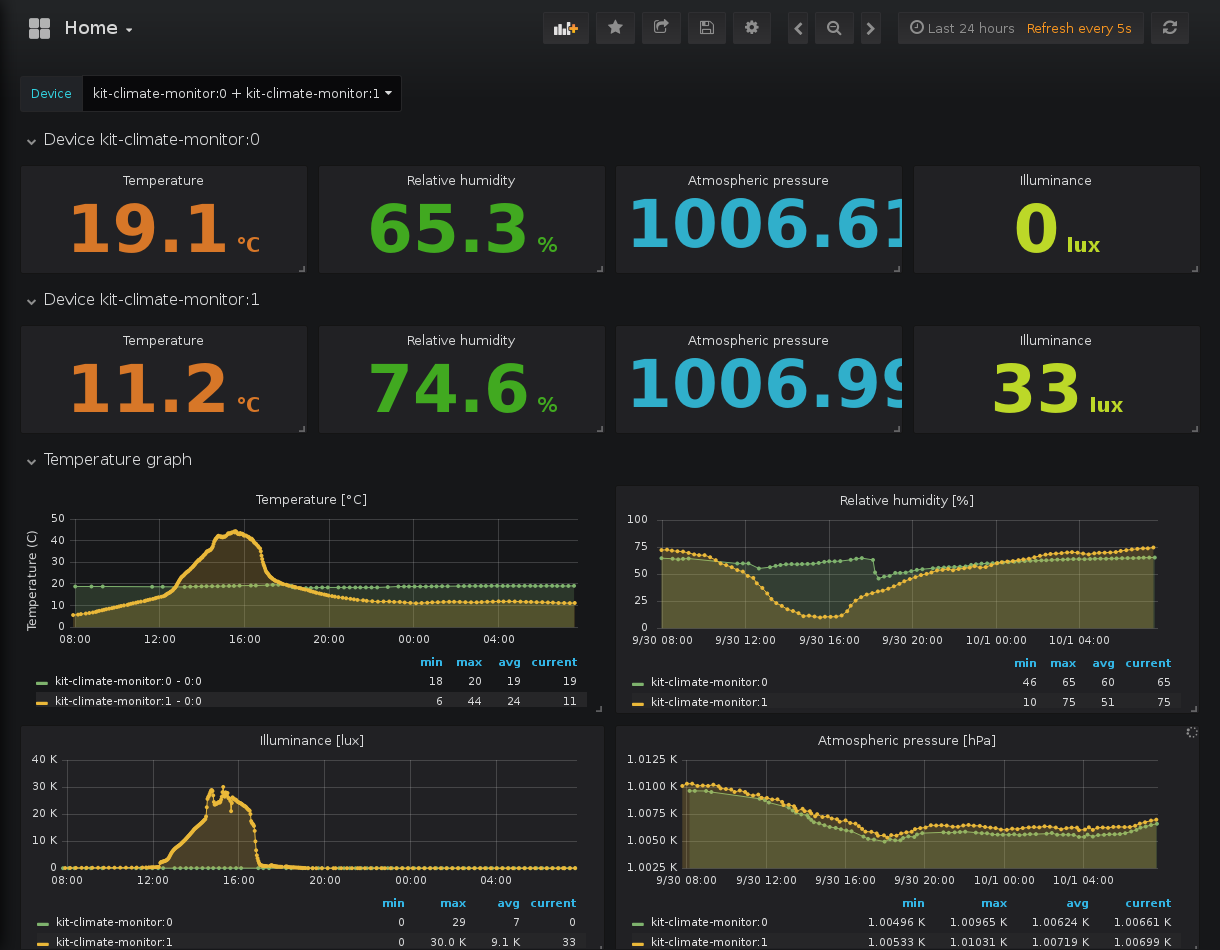 Home
Last 24 hours Refresh every 5s
Device kit-climate-monitor:0 + kit-climate-monitor:1
Device kit-climate-monitor:0
Temperature Relative humidity Atmospheric pressure Illuminance
19.1 °C 65.3 % 1006.61 0 lux
Device kit-climate-monitor:1
Temperature Relative humidity Atmospheric pressure Illuminance
11.2 °C 74.6 % 1006.99 33 lux
Temperature graph
Temperature [°C]
Temperature (C)
50
40
30
20
10
0
08:00 12:00 16:00 20:00 00:00 04:00
min max avg current
kit-climate-monitor:0 - 0:0 18 20 19 19
kit-climate-monitor:1 - 0:0 6 44 24 11
Relative humidity [%]
100
75
50
25
0
9/30 08:00 9/30 12:00 9/30 16:00 9/30 20:00 10/1 00:00 10/1 04:00
min max avg current
kit-climate-monitor:0 46 65 60 65
kit-climate-monitor:1 10 75 51 75
Illuminance [lux]
40 K
30 K
20 K
10 K
0
08:00 12:00 16:00 20:00 00:00 04:00
min max avg current
kit-climate-monitor:0 0 29 7 0
kit-climate-monitor:1 0 30.0 K 9.1 K 33
Atmospheric pressure [hPa]
1.0125 K
1.0100 K
1.0075 K
1.0050 K
1.0025 K
9/30 08:00 9/30 12:00 9/30 16:00 9/30 20:00 10/1 00:00 10/1 04:00
min max avg current
kit-climate-monitor:0 1.00496 K 1.00965 K 1.00624 K 1.00661 K
kit-climate-monitor:1 1.00533 K 1.01031 K 1.00719 K 1.00699 K